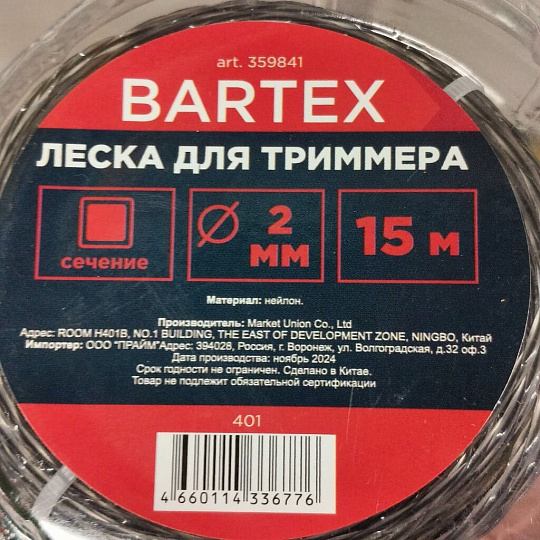 art. 359841
BARTEX
ЛЕСКА ДЛЯ ТРИММЕРА
сечение
2 мм
15 м
Материал: нейлон.
Производитель: Market Union Co., Ltd
Адрес: ROOM H401B, NO.1 BUILDING, THE EAST OF DEVELOPMENT ZONE, NINGBO, Китай
Импортер: ООО "ПРАЙМ"Адрес: 394028, Россия, г. Воронеж, ул. Волгоградская, д.32 оф.3
Дата производства: ноябрь 2024
Срок годности не ограничен. Сделано в Китае.
Товар не подлежит обязательной сертификации
401
4 660114 336776